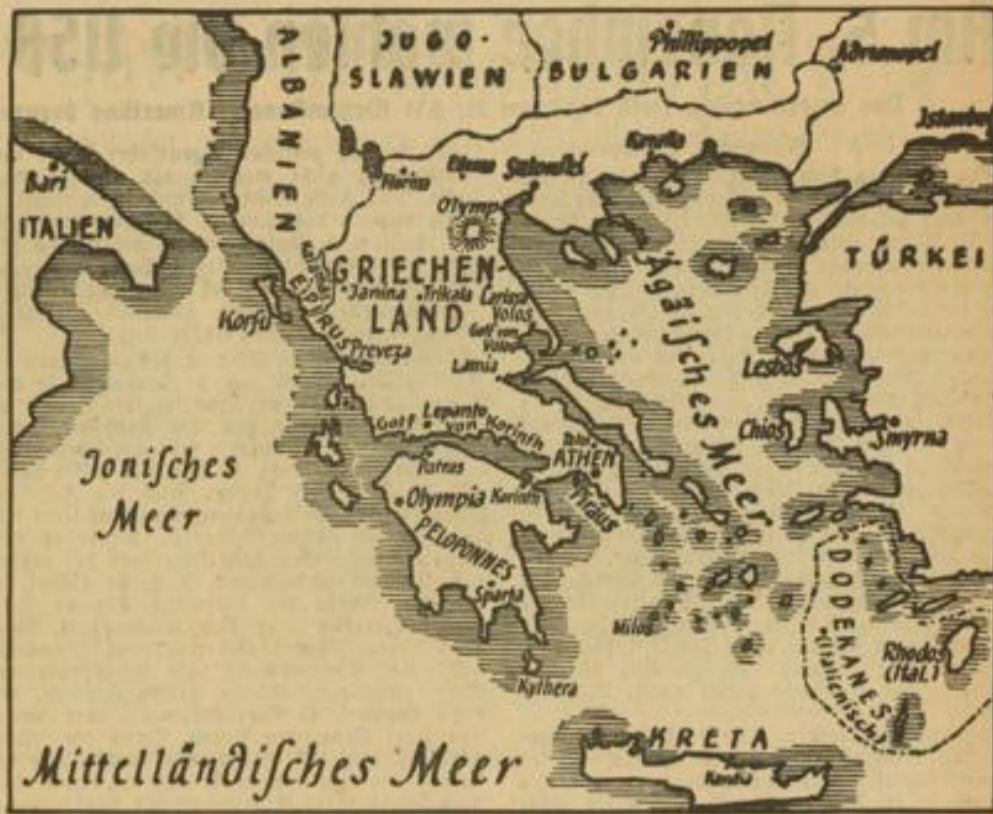 ALBANIEN
JUGO-
SLAWIEN
Phillippopel
BULGARIEN
Adrianopel
Istanbul
Bari
ITALIEN
Florina
Saloniki
Kavalla
Olymp
TÜRKEI
GRIECHEN-
LAND
EIPIRUS
Janina
Trikala
Larissa
Volos
Golf von
Volos
Korfu
Preveza
Lamia
Ägäiſches Meer
Lesbos
Chios
Smyrna
Lepanto
Golf von Korinth
ATHEN
Piräus
Patras
Korinth
Olympia
PELOPONNES
Sparta
Joniſches
Meer
Milos
Kythera
DODEKANES
(Italieniſch)
Rhodos
(Ital.)
KRETA
Kandia
Mittelländiſches Meer